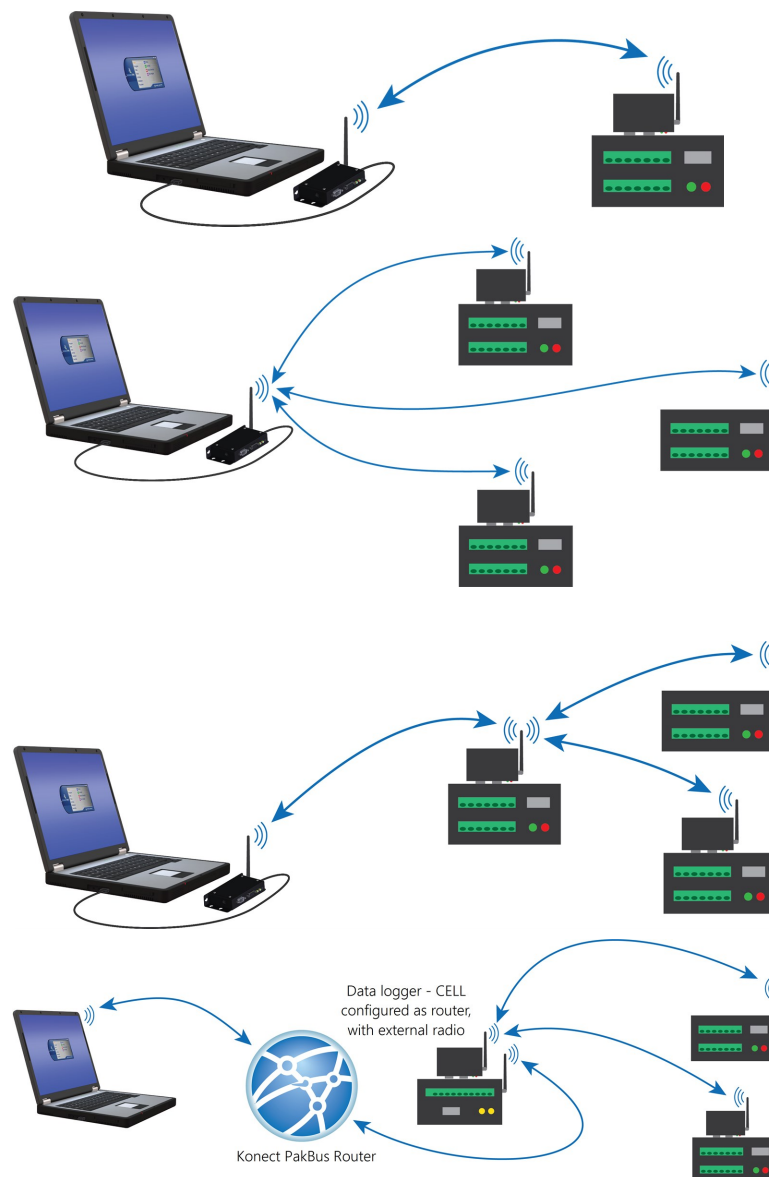 Data logger - CELL
configured as router,
with external radio
Konect PakBus Router